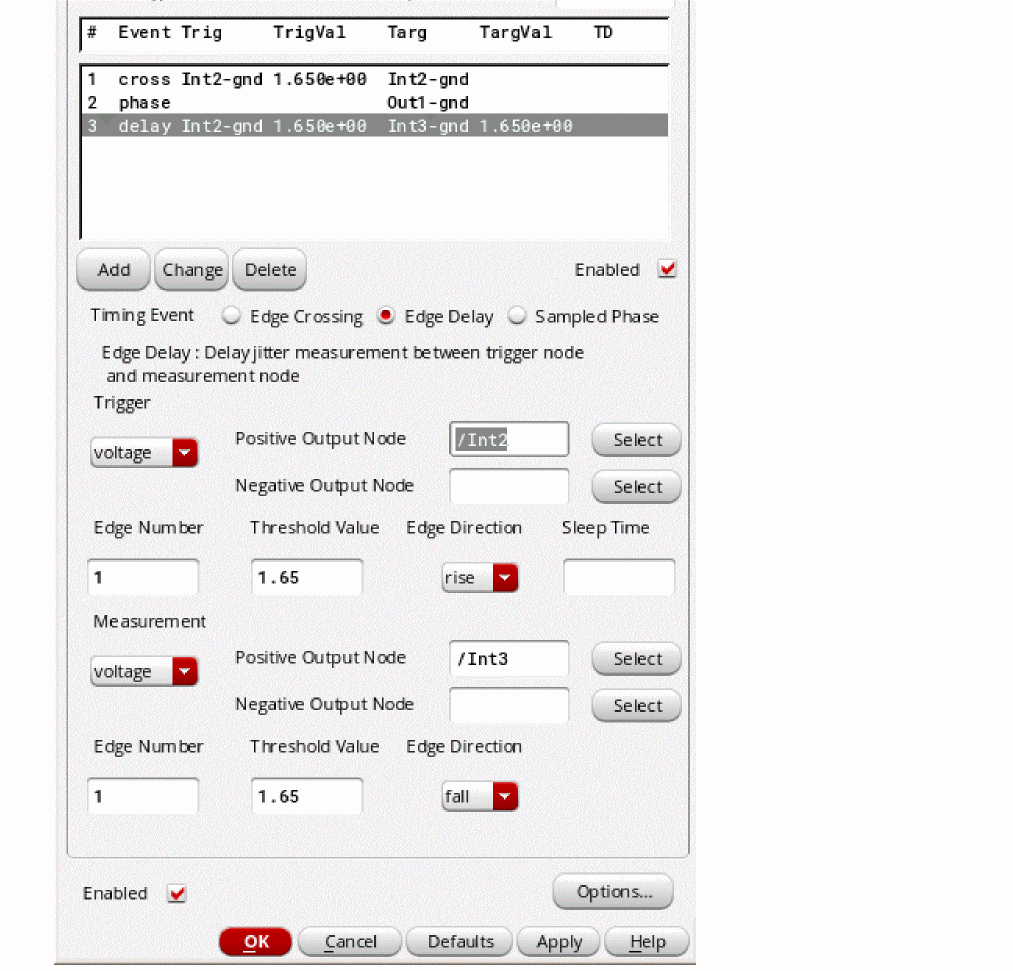 # Event Trig TrigVal Targ TargVal TD
1 cross Int2-gnd 1.650e+00 Int2-gnd
2 phase Out1-gnd
3 delay Int2-gnd 1.650e+00 Int3-gnd 1.650e+00
Add Change Delete Enabled
Timing Event Edge Crossing Edge Delay Sampled Phase
Edge Delay : Delay jitter measurement between trigger node
and measurement node
Trigger
voltage Positive Output Node /Int2 Select
Negative Output Node Select
Edge Number Threshold Value Edge Direction Sleep Time
1 1.65 rise
Measurement
voltage Positive Output Node /Int3 Select
Negative Output Node Select
Edge Number Threshold Value Edge Direction
1 1.65 fall
Enabled Options...
OK Cancel Defaults Apply Help